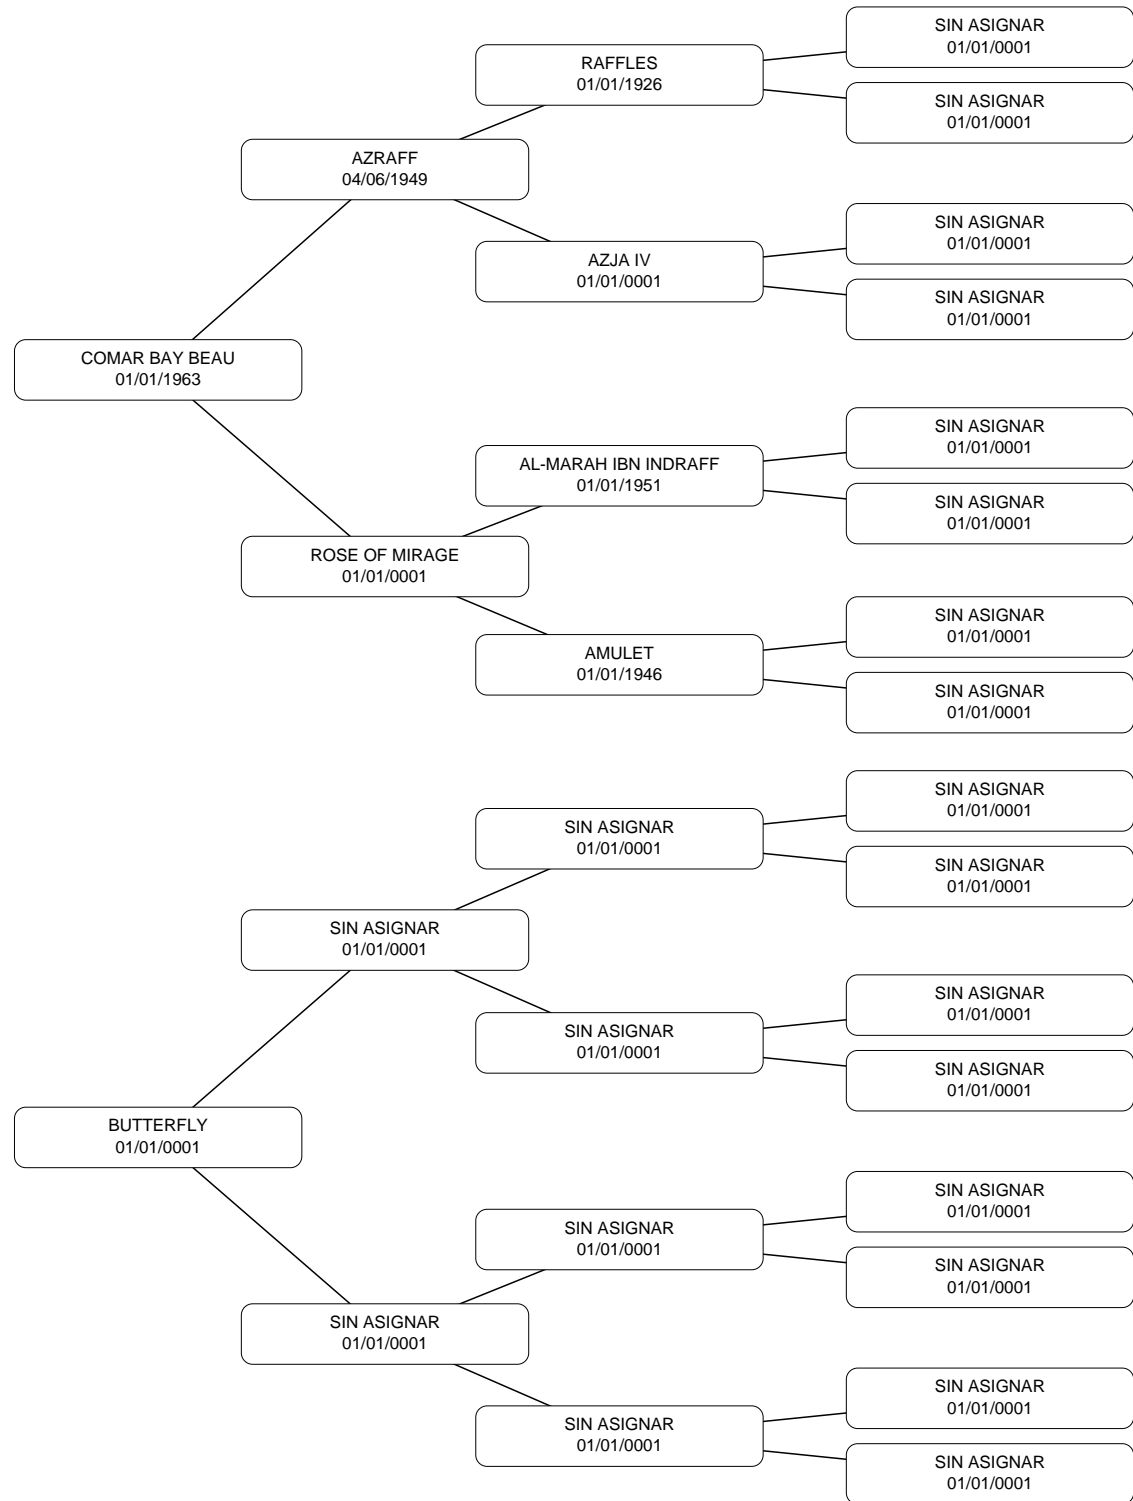 SIN ASIGNAR
01/01/0001
RAFFLES
01/01/1926
SIN ASIGNAR
01/01/0001
AZRAFF
04/06/1949
SIN ASIGNAR
01/01/0001
AZJA IV
01/01/0001
SIN ASIGNAR
01/01/0001
COMAR BAY BEAU
01/01/1963
SIN ASIGNAR
01/01/0001
AL-MARAH IBN INDRAFF
01/01/1951
SIN ASIGNAR
01/01/0001
ROSE OF MIRAGE
01/01/0001
SIN ASIGNAR
01/01/0001
AMULET
01/01/1946
SIN ASIGNAR
01/01/0001
SIN ASIGNAR
01/01/0001
SIN ASIGNAR
01/01/0001
SIN ASIGNAR
01/01/0001
SIN ASIGNAR
01/01/0001
SIN ASIGNAR
01/01/0001
SIN ASIGNAR
01/01/0001
SIN ASIGNAR
01/01/0001
BUTTERFLY
01/01/0001
SIN ASIGNAR
01/01/0001
SIN ASIGNAR
01/01/0001
SIN ASIGNAR
01/01/0001
SIN ASIGNAR
01/01/0001
SIN ASIGNAR
01/01/0001
SIN ASIGNAR
01/01/0001
SIN ASIGNAR
01/01/0001